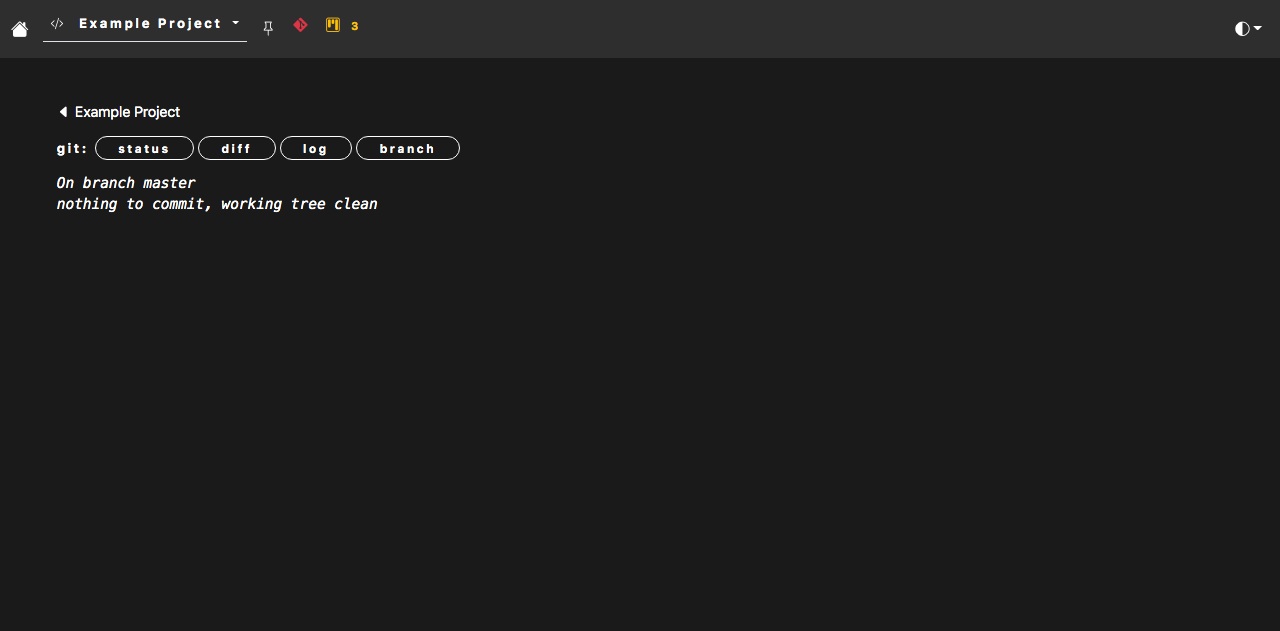 Example Project 3
Example Project
git: status diff log branch
On branch master
nothing to commit, working tree clean